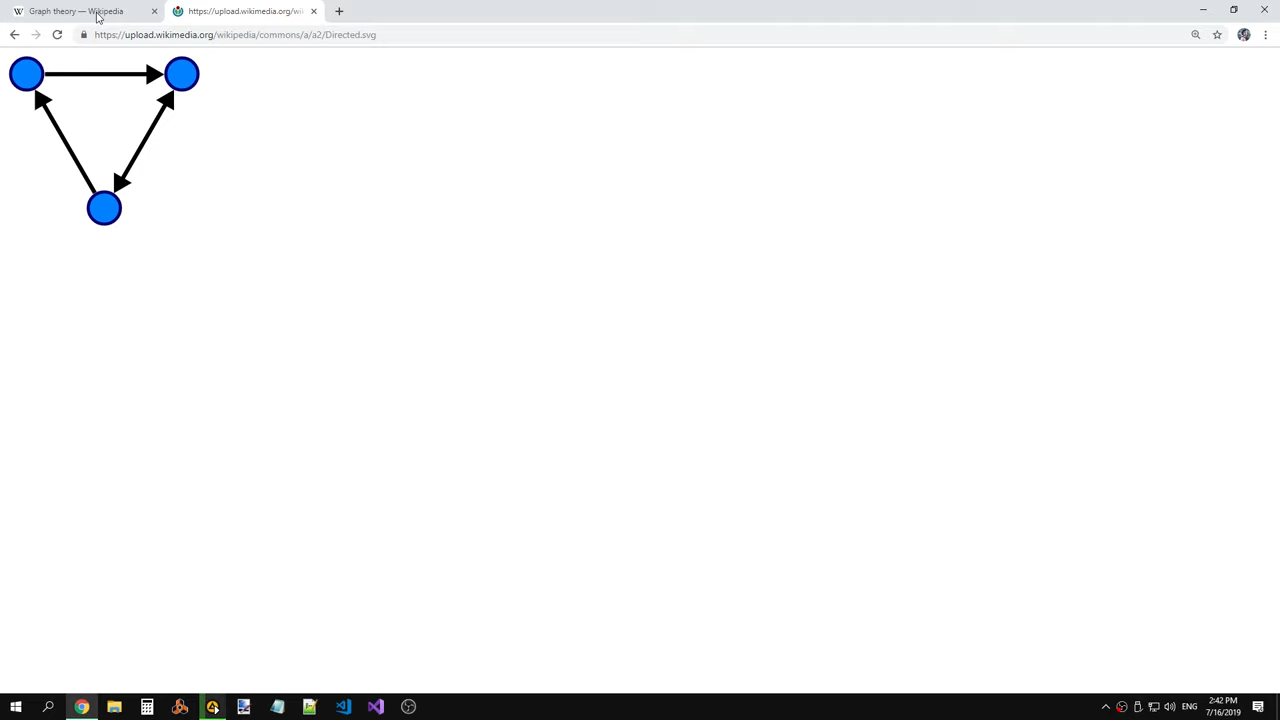 Graph theory — Wikipedia
https://upload.wikimedia.org/wi
https://upload.wikimedia.org/wikipedia/commons/a/a2/Directed.svg
ENG
2:42 PM
7/16/2019